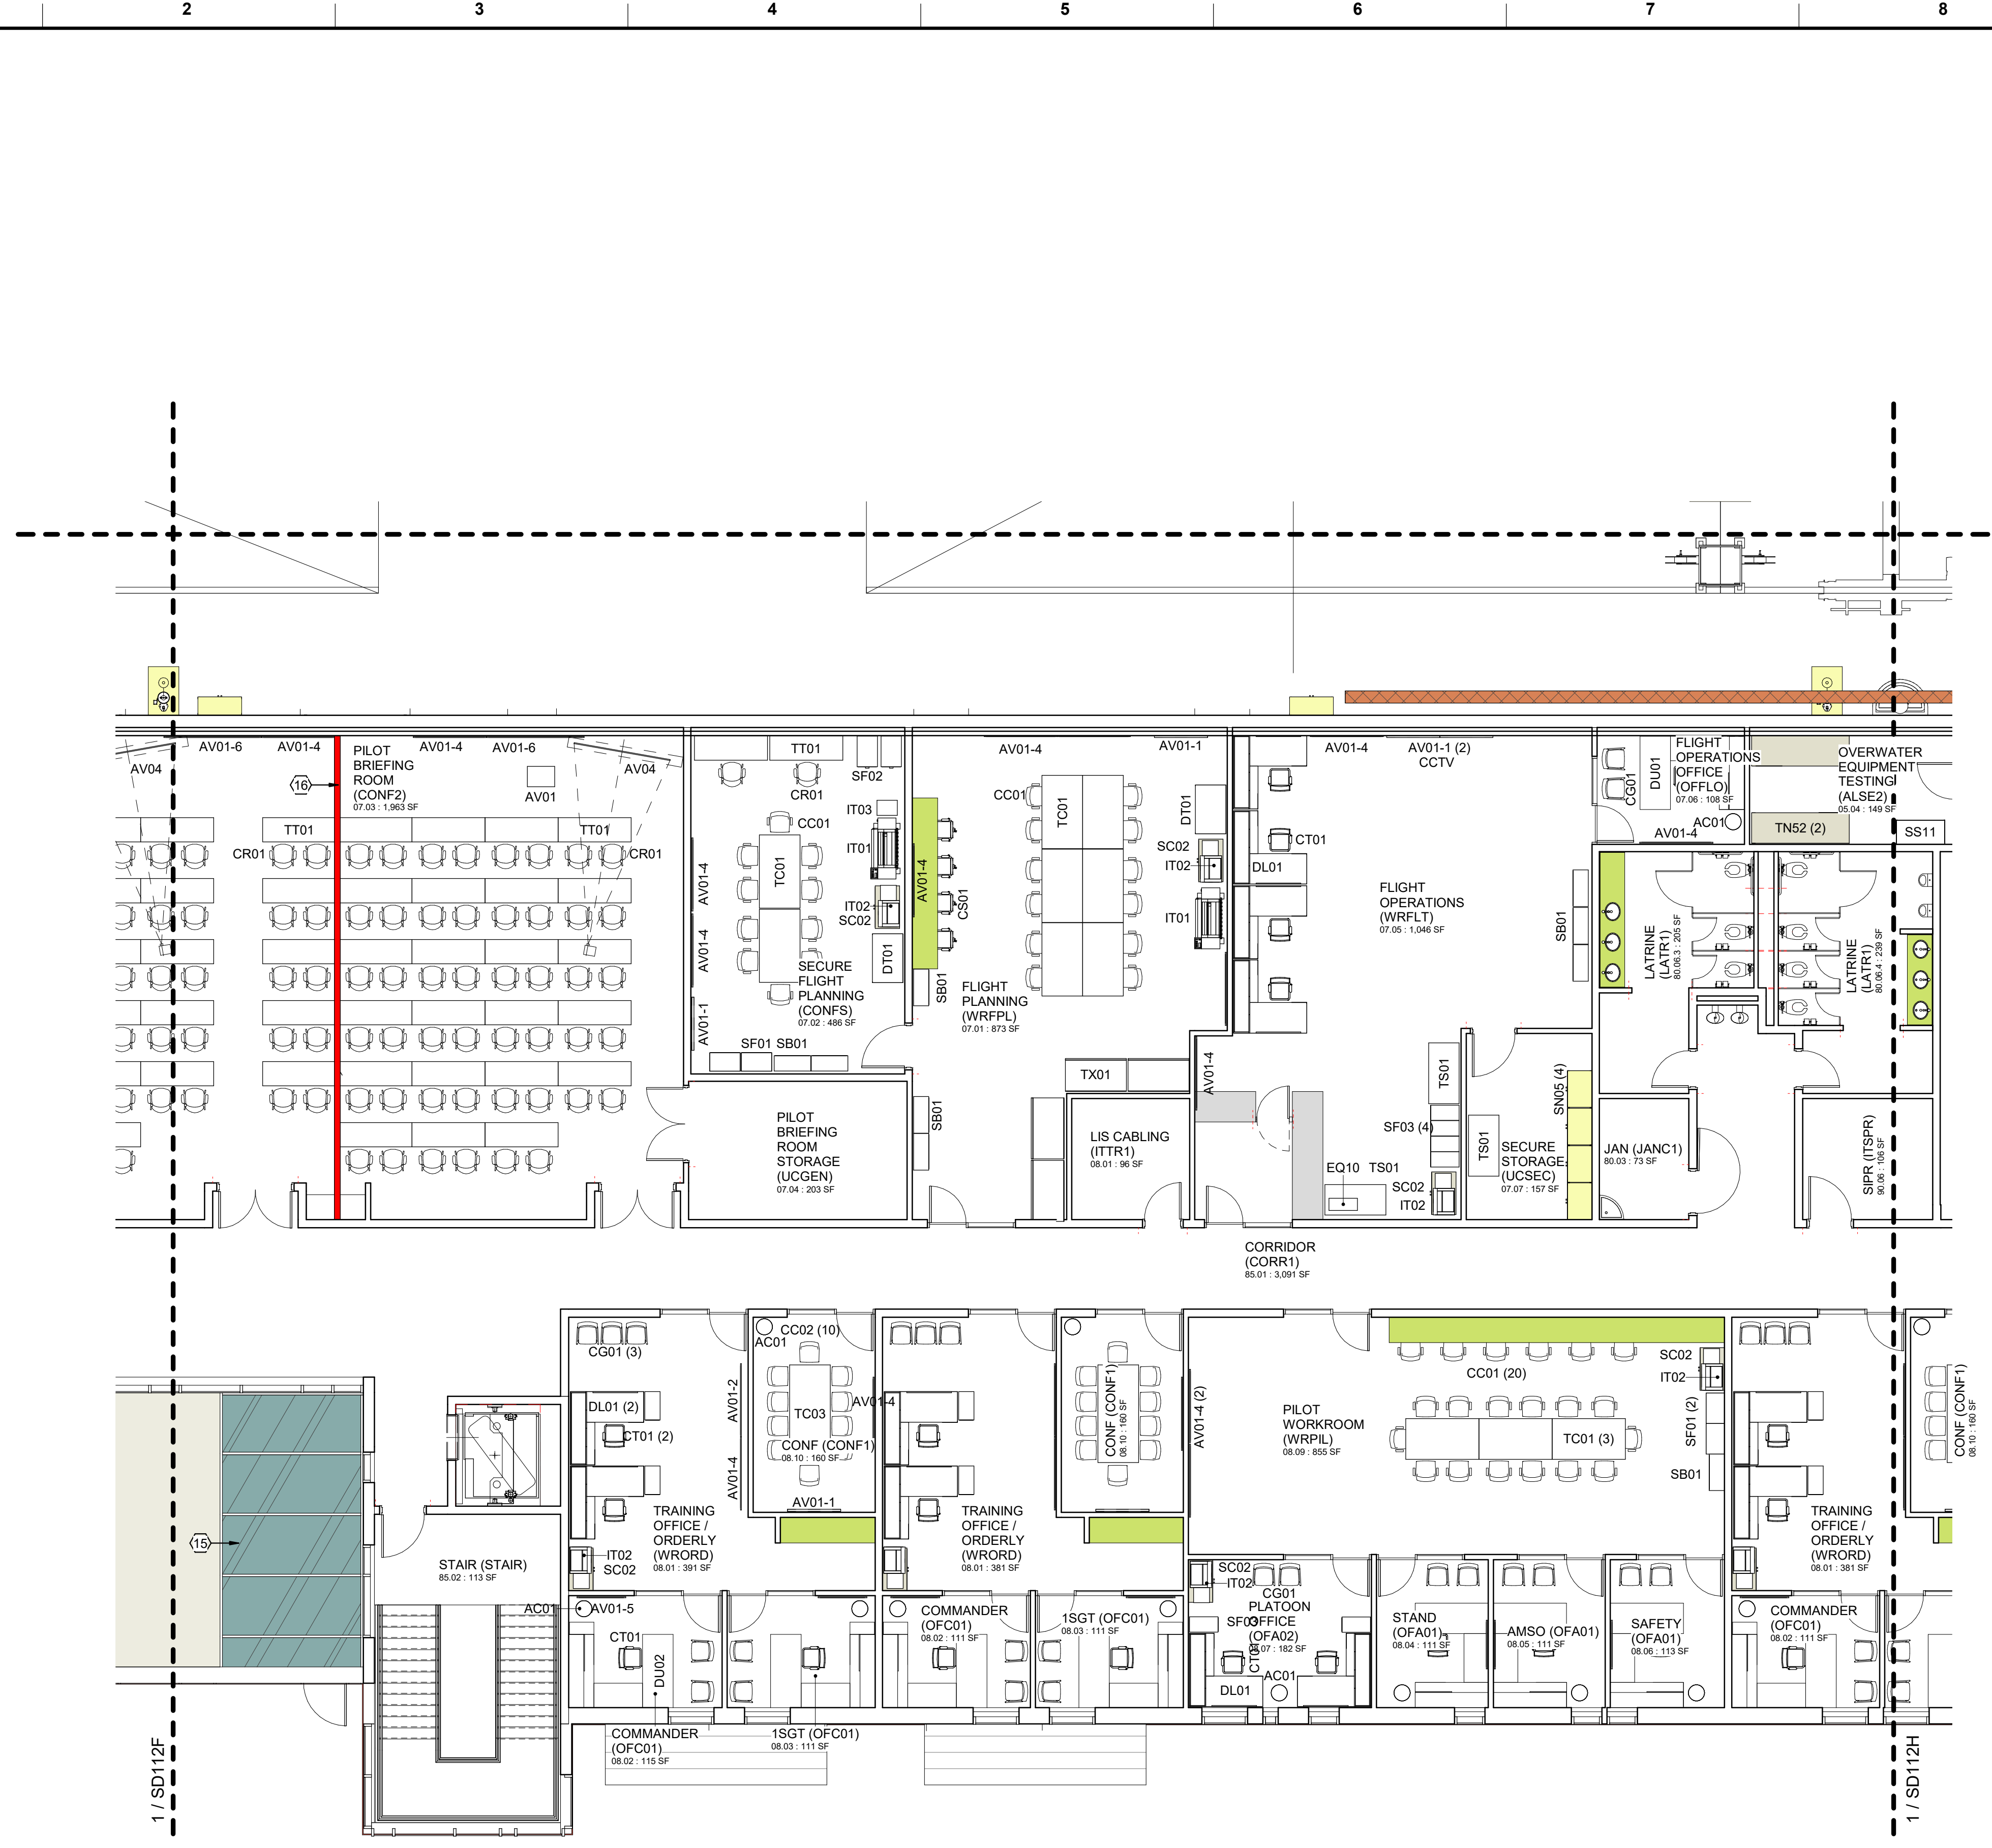 2 3 4 5 6 7 8
AV01-6 AV01-4
AV04
16
PILOT
BRIEFING
ROOM
(CONF2)
07.03 : 1,963 SF
AV01-4 AV01-6
AV04
AV01
TT01
CR01
TT01
CR01
TT01
SF02
CR01
IT03
CC01
IT01
TC01
AV01-4
IT02
SC02
AV01-4
DT01
SECURE
FLIGHT
PLANNING
(CONFS)
07.02 : 486 SF
AV01-1
SF01 SB01
PILOT
BRIEFING
ROOM
STORAGE
(UCGEN)
07.04 : 203 SF
AV01-4
AV01-1
CC01
TC01
DT01
SC02
IT02
AV01-4
CS01
IT01
SB01
FLIGHT
PLANNING
(WRFPL)
07.01 : 873 SF
TX01
SB01
LIS CABLING
(ITTR1)
08.01 : 96 SF
AV01-4
AV01-1 (2)
CCTV
CT01
DL01
FLIGHT
OPERATIONS
(WRFLT)
07.05 : 1,046 SF
SB01
AV01-4
TS01
SF03 (4)
EQ10 TS01
SC02
IT02
SN05 (4)
TS01
SECURE
STORAGE
(UCSEC)
07.07 : 157 SF
CG01
DU01
FLIGHT
OPERATIONS
OFFICE
(OFFLO)
07.06 : 108 SF
AC01
AV01-4
OVERWATER
EQUIPMENT
TESTING
(ALSE2)
05.04 : 149 SF
TN52 (2)
SS11
LATRINE
(LATR1)
80.06.3 : 205 SF
LATRINE
(LATR1)
80.06.4 : 239 SF
JAN (JANC1)
80.03 : 73 SF
SIPR (ITSPR)
90.06 : 106 SF
CORRIDOR
(CORR1)
85.01 : 3,091 SF
CG01 (3)
AC01
CC02 (10)
DL01 (2)
CT01 (2)
AV01-2
TC03
AV01-4
CONF (CONF1)
08.10 : 160 SF
AV01-4
AV01-1
TRAINING
OFFICE /
ORDERLY
(WRORD)
08.01 : 391 SF
IT02
SC02
CONF (CONF1)
08.10 : 160 SF
TRAINING
OFFICE /
ORDERLY
(WRORD)
08.01 : 381 SF
AV01-4 (2)
PILOT
WORKROOM
(WRPIL)
08.09 : 855 SF
CC01 (20)
TC01 (3)
SC02
IT02
SF01 (2)
SB01
TRAINING
OFFICE /
ORDERLY
(WRORD)
08.01 : 381 SF
CONF (CONF1)
08.10 : 160 SF
15
STAIR (STAIR)
85.02 : 113 SF
AC01
AV01-5
CT01
DU02
COMMANDER
(OFC01)
08.02 : 115 SF
1SGT (OFC01)
08.03 : 111 SF
COMMANDER
(OFC01)
08.02 : 111 SF
1SGT (OFC01)
08.03 : 111 SF
SC02
IT02
CG01
PLATOON
OFFICE
(OFA02)
08.07 : 182 SF
SF03
CT01
AC01
DL01
STAND
(OFA01)
08.04 : 111 SF
AMSO (OFA01)
08.05 : 111 SF
SAFETY
(OFA01)
08.06 : 113 SF
COMMANDER
(OFC01)
08.02 : 111 SF
1 / SD112F
1 / SD112H